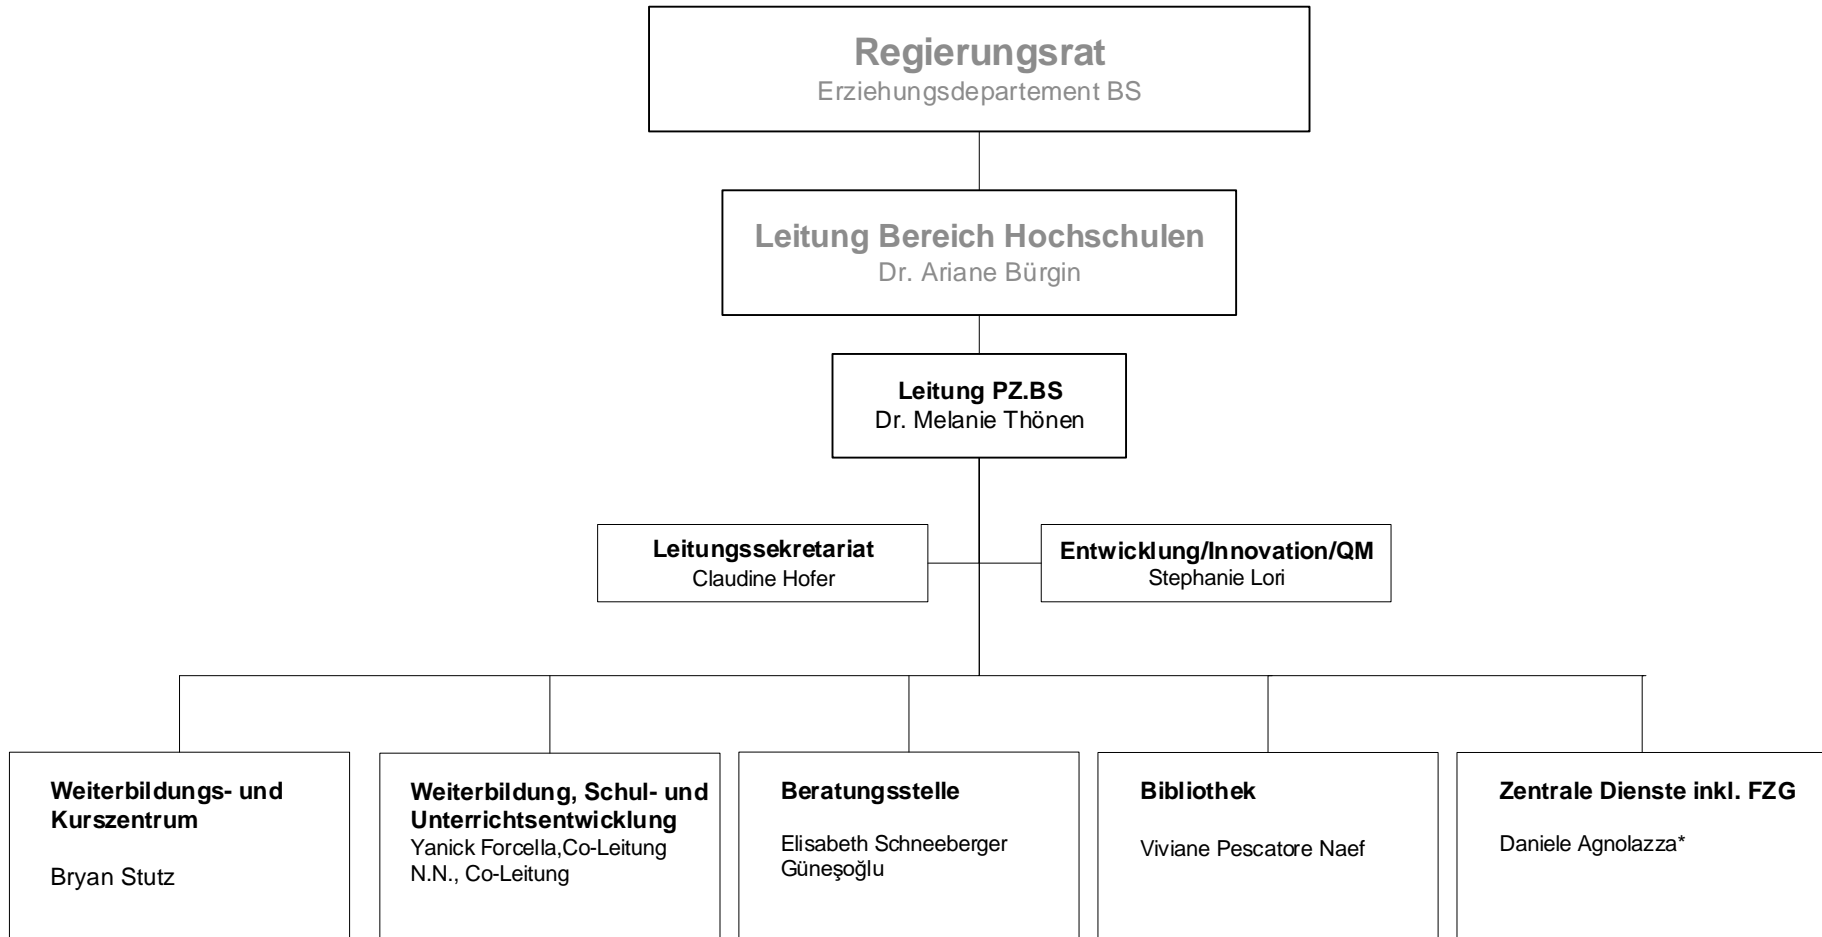 Regierungsrat
Erziehungsdepartement BS
Leitung Bereich Hochschulen
Dr. Ariane Bürgin
Leitung PZ.BS
Dr. Melanie Thönen
Leitungssekretariat
Claudine Hofer
Entwicklung/Innovation/QM
Stephanie Lori
Weiterbildungs- und
Kurszentrum
Bryan Stutz
Weiterbildung, Schul- und
Unterrichtsentwicklung
Yanick Forcella,Co-Leitung
N.N., Co-Leitung
Beratungsstelle
Elisabeth Schneeberger
Güneşoğlu
Bibliothek
Viviane Pescatore Naef
Zentrale Dienste inkl. FZG
Daniele Agnolazza*